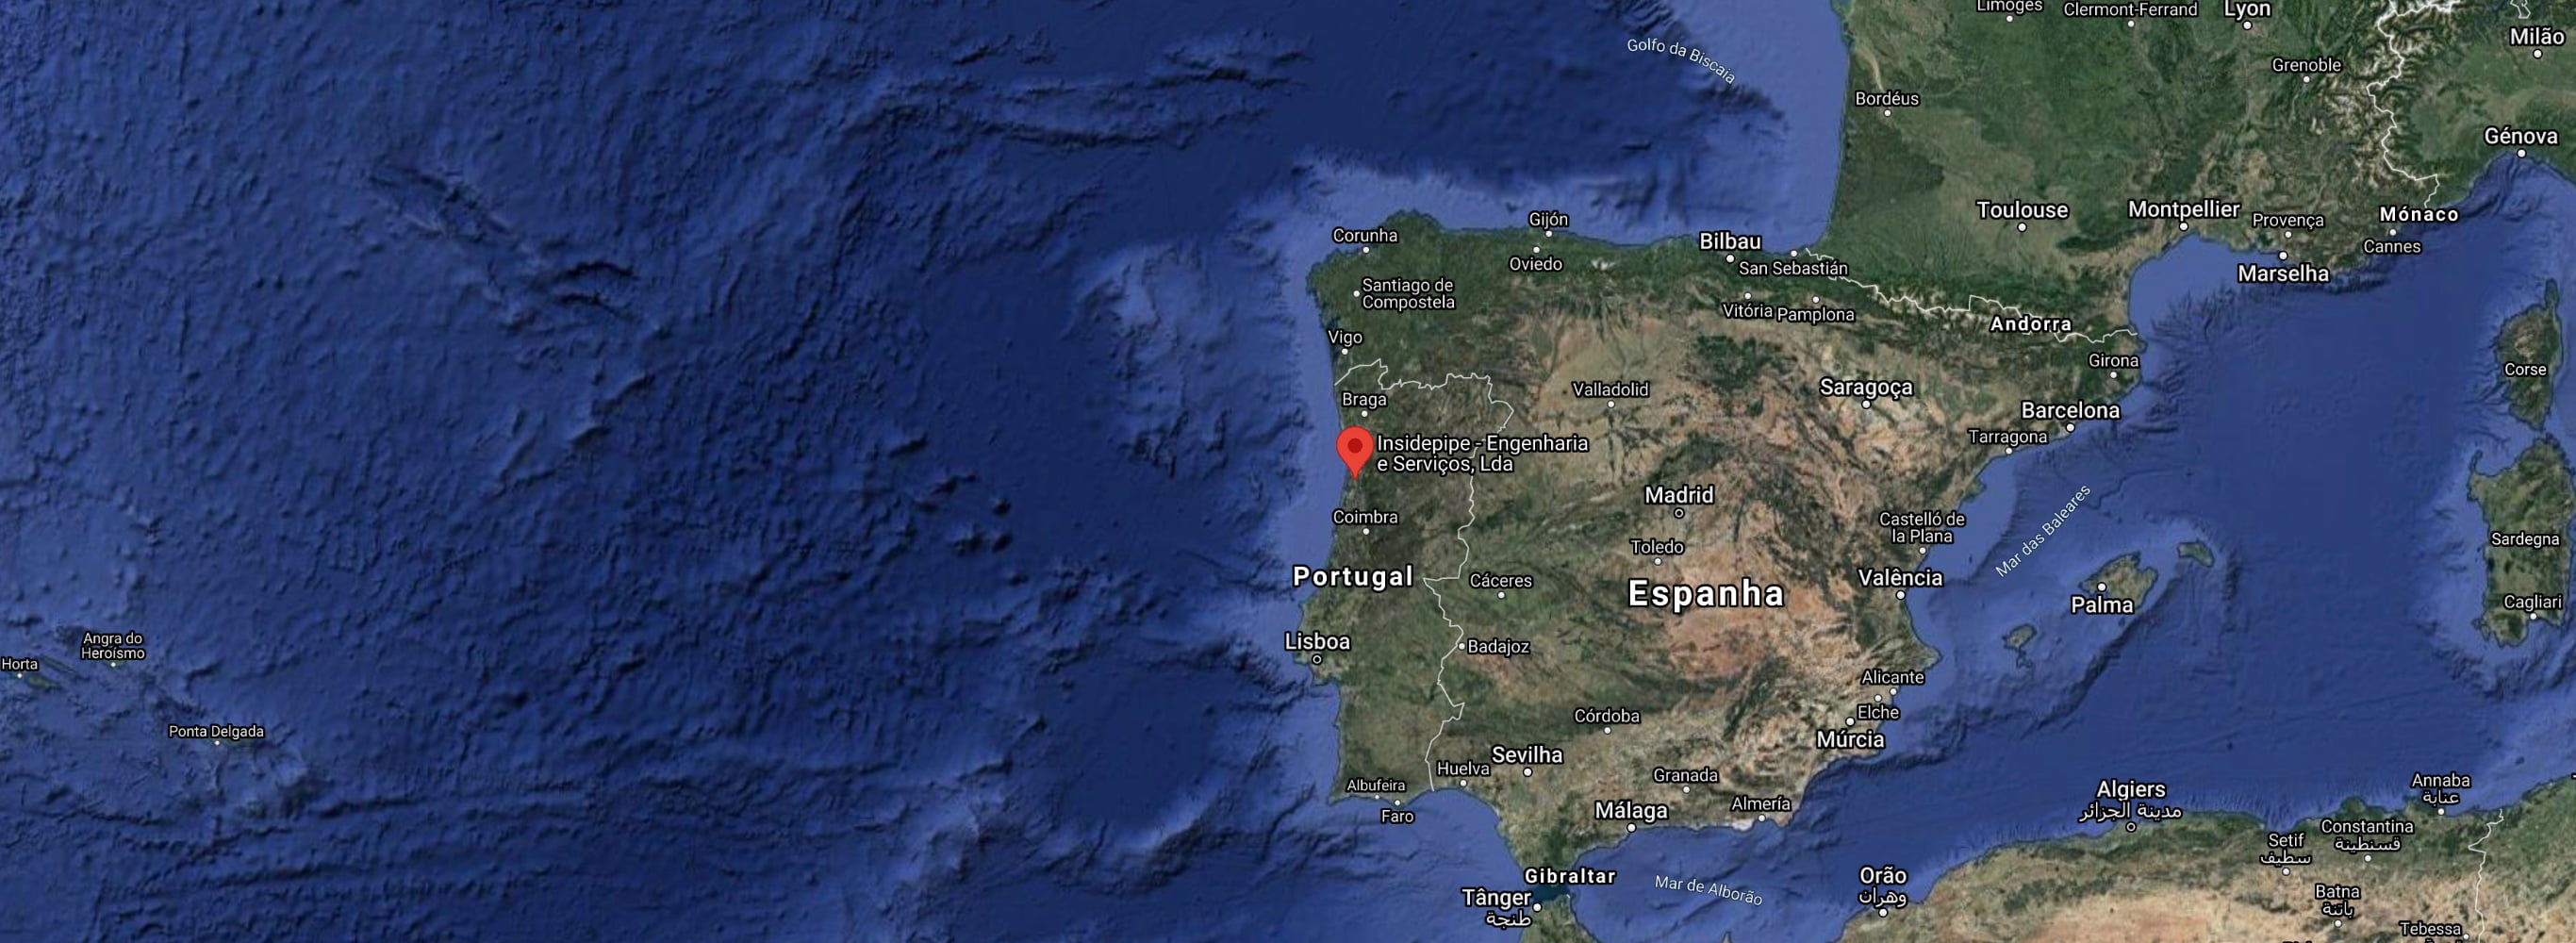 Limoges
Clermont-Ferrand
Lyon
Milão
Golfo da Biscaia
Grenoble
Bordéus
Génova
Toulouse
Montpellier
Provença
Mónaco
Cannes
Marselha
Gijón
Corunha
Bilbau
Oviedo
San Sebastián
Santiago de
Compostela
Vitória
Pamplona
Andorra
Vigo
Girona
Corse
Braga
Valladolid
Saragoça
Barcelona
Tarragona
Insidepipe - Engenharia
e Serviços, Lda
Madrid
Coimbra
Castelló de
la Plana
Mar das Baleares
Toledo
Sardegna
Portugal
Cáceres
Espanha
Valência
Palma
Cagliari
Lisboa
Badajoz
Angra do
Heroísmo
Horta
Alicante
Elche
Ponta Delgada
Córdoba
Múrcia
Sevilha
Huelva
Granada
Albufeira
Faro
Málaga
Almería
Algiers
مدينة الجزائر
Annaba
عنابة
Constantina
قسنطينة
Setif
سطيف
Gibraltar
Mar de Alborão
Orão
وهران
Tânger
طنجة
Batna
باتنة
Tebessa